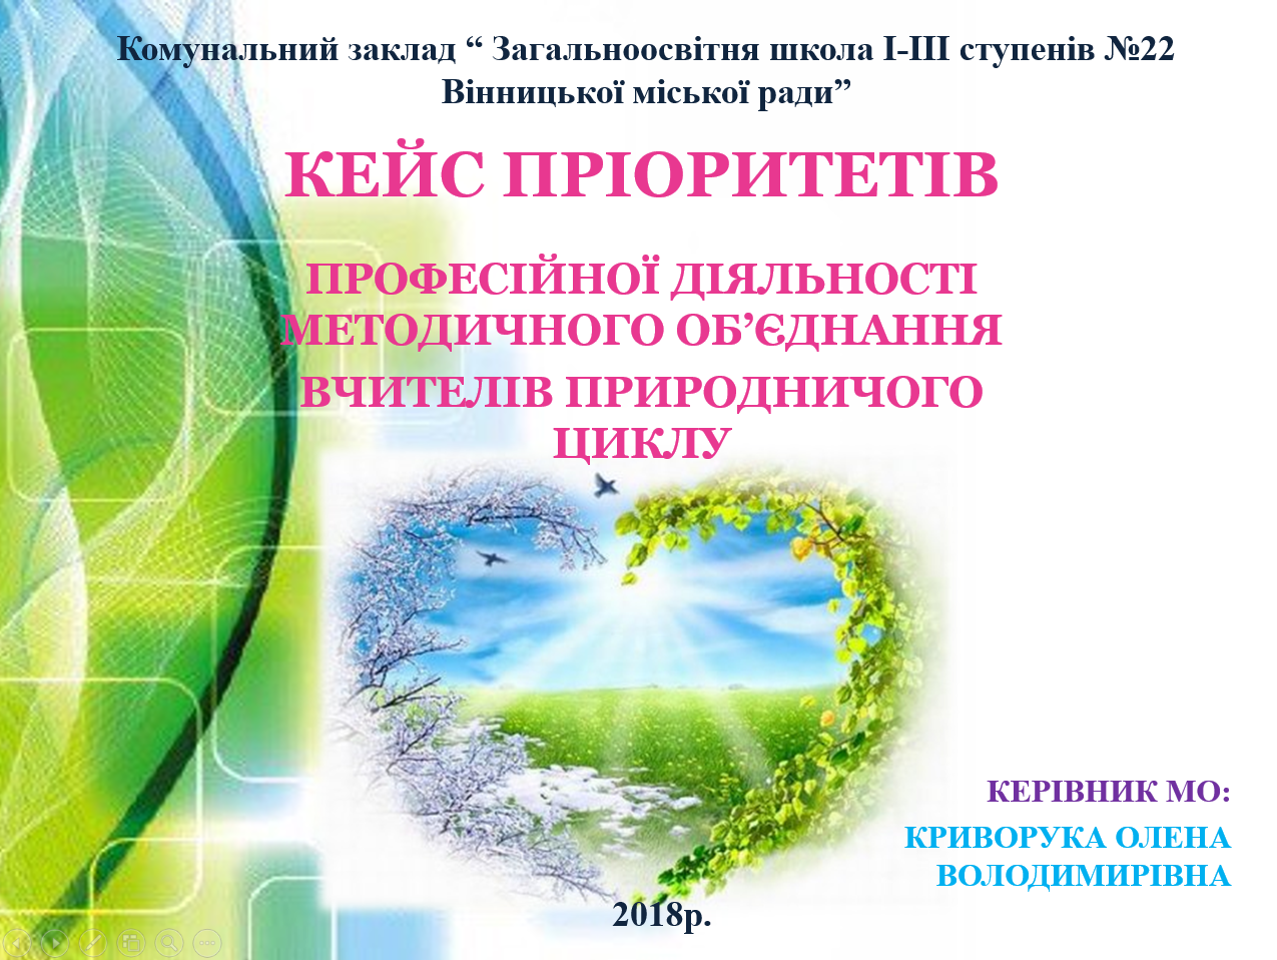 Комунальний заклад “ Загальноосвітня школа І-ІІІ ступенів №22
Вінницької міської ради”
КЕЙС ПРІОРИТЕТІВ
ПРОФЕСІЙНОЇ ДІЯЛЬНОСТІ
МЕТОДИЧНОГО ОБ’ЄДНАННЯ
ВЧИТЕЛІВ ПРИРОДНИЧОГО
ЦИКЛУ
КЕРІВНИК МО:
КРИВОРУКА ОЛЕНА
ВОЛОДИМИРІВНА
2018р.